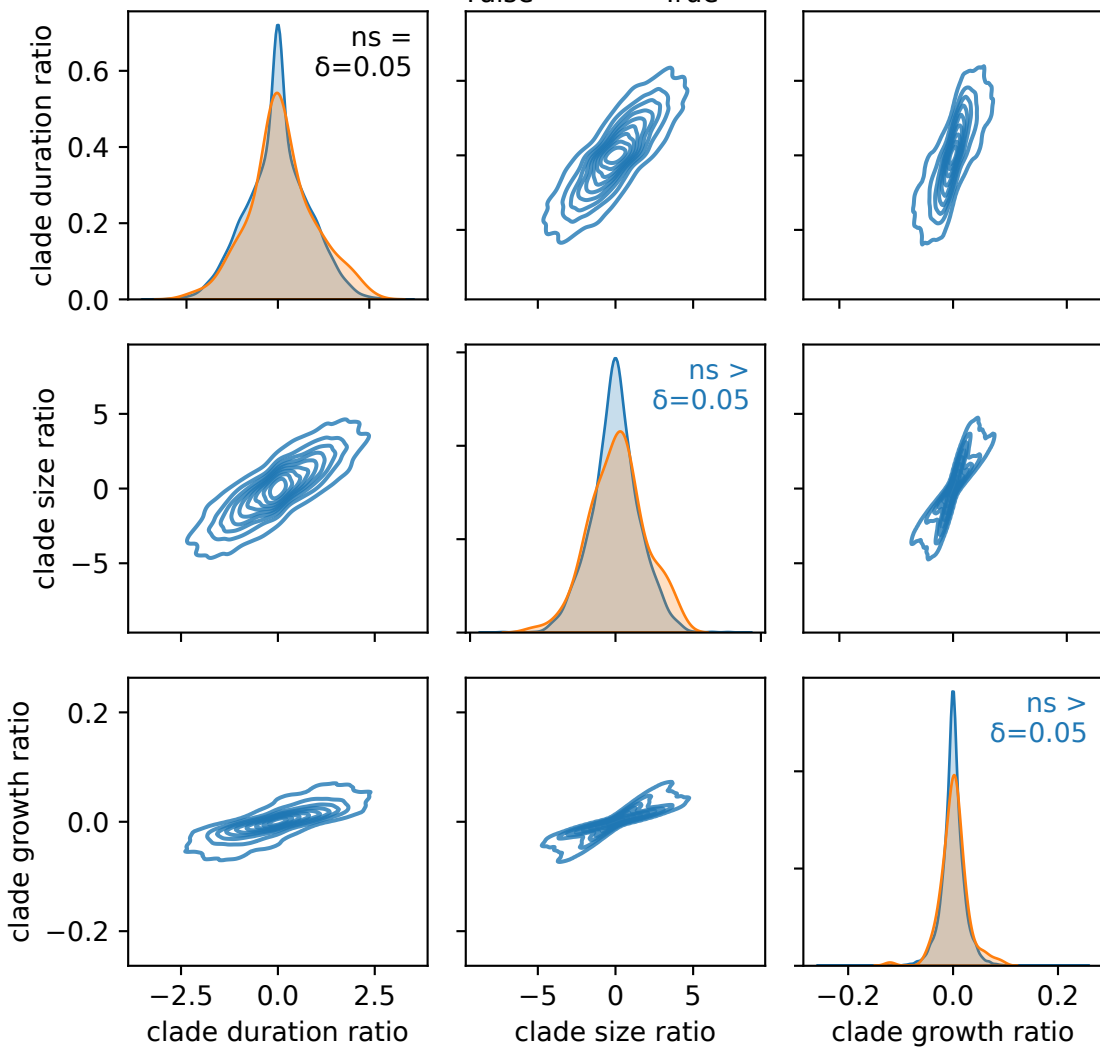 clade duration ratio
0.6
0.4
0.2
0.0
ns =
δ=0.05
clade size ratio
5
0
−5
ns >
δ=0.05
clade growth ratio
0.2
0.0
−0.2
ns >
δ=0.05
−2.5 0.0 2.5
clade duration ratio
−5 0 5
clade size ratio
−0.2 0.0 0.2
clade growth ratio